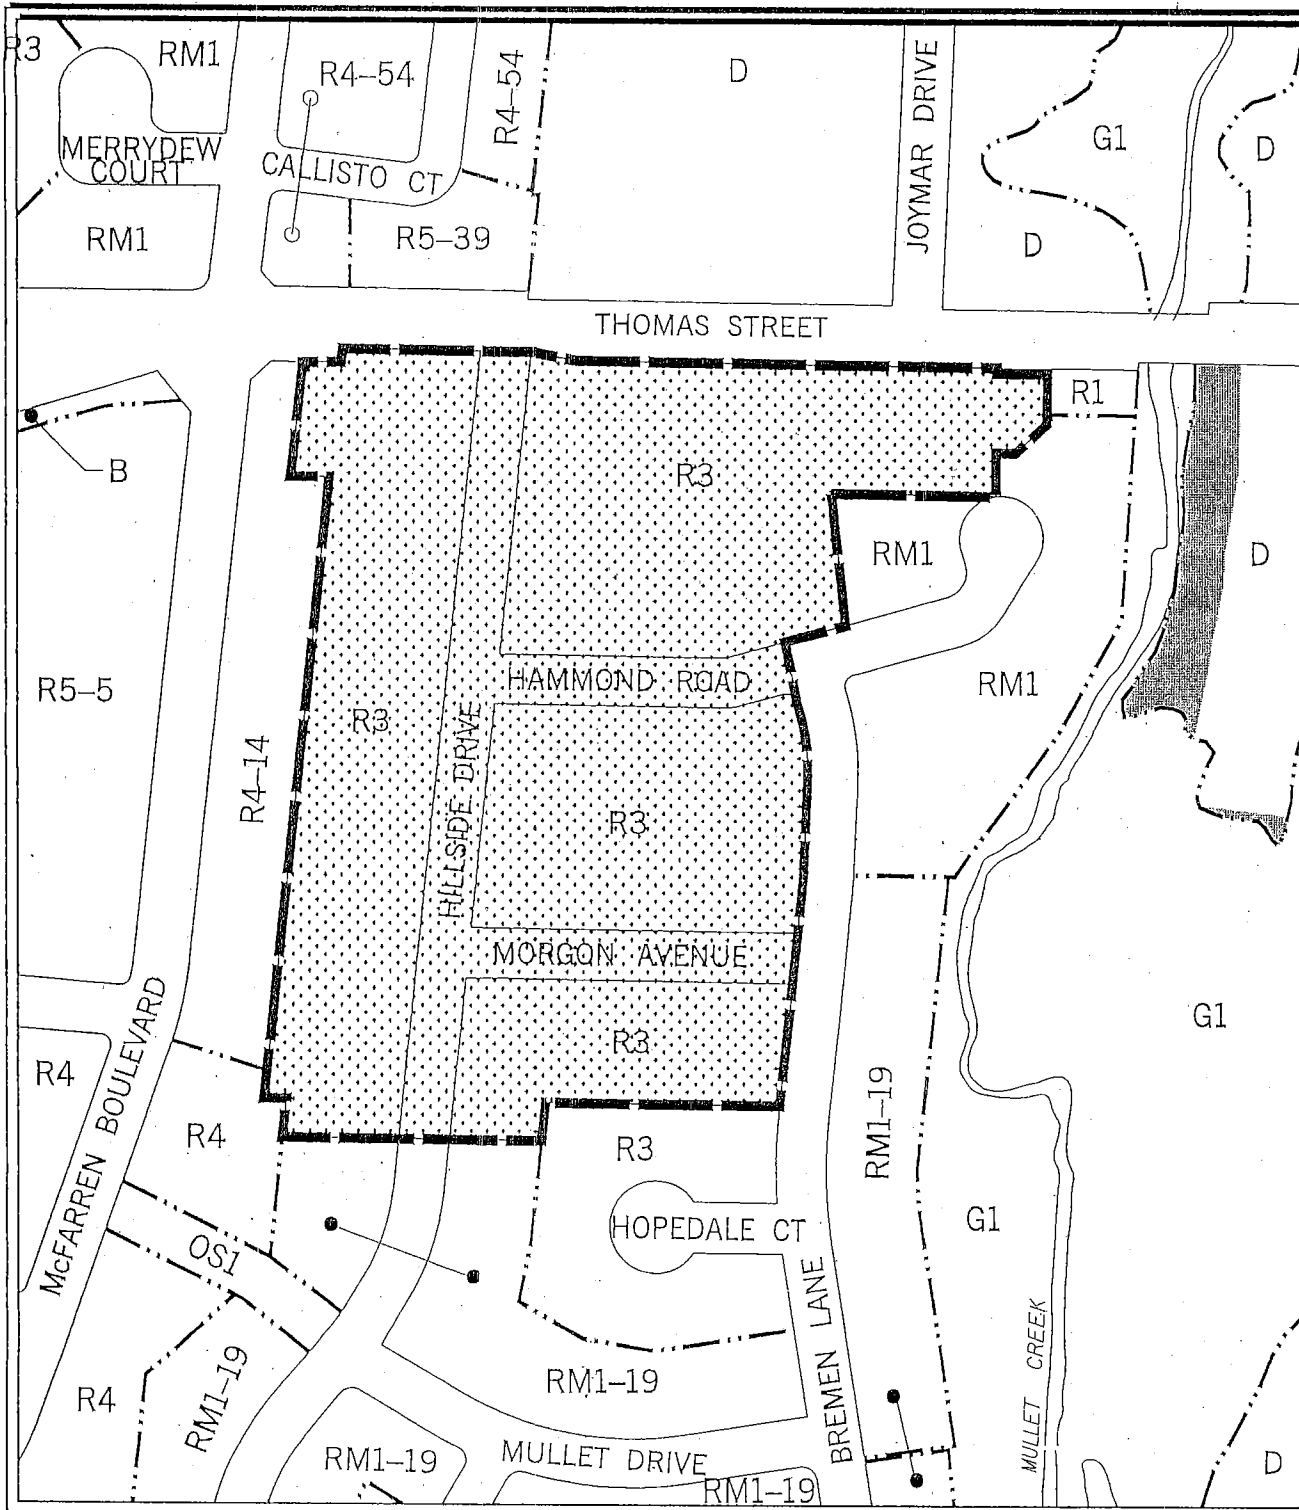 R3
RM1
R4-54
R4-54
D
JOYMAR DRIVE
G1
D
MERRYDEW
COURT
CALLISTO CT
RM1
R5-39
D
THOMAS STREET
R1
B
R3
RM1
D
R5-5
R4-14
R3
HAMMOND ROAD
RM1
HILLSIDE DRIVE
R3
MORGON AVENUE
R3
G1
McFARREN BOULEVARD
R4
R4
R3
RM1-19
OS1
HOPEDALE CT
G1
BREMEN LANE
MULLET CREEK
R4
RM1-19
RM1-19
RM1-19
MULLET DRIVE
RM1-19
D